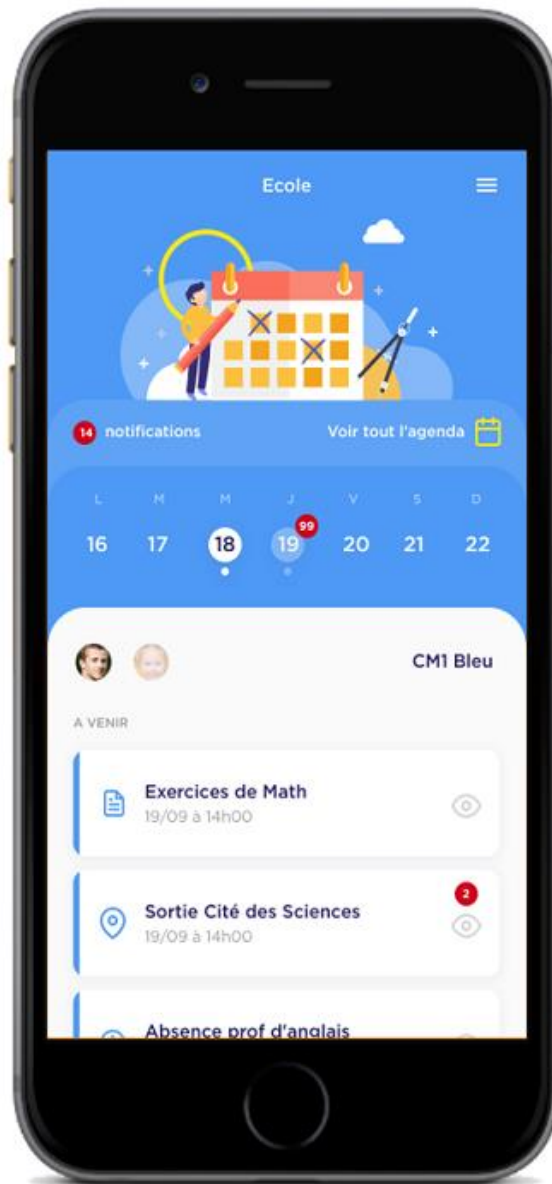 Ecole
14 notifications Voir tout l'agenda
L M M J V S D
99
16 17 18 19 20 21 22
CM1 Bleu
A VENIR
Exercices de Math
19/09 à 14h00
2
Sortie Cité des Sciences
19/09 à 14h00
Absence prof d'anglais